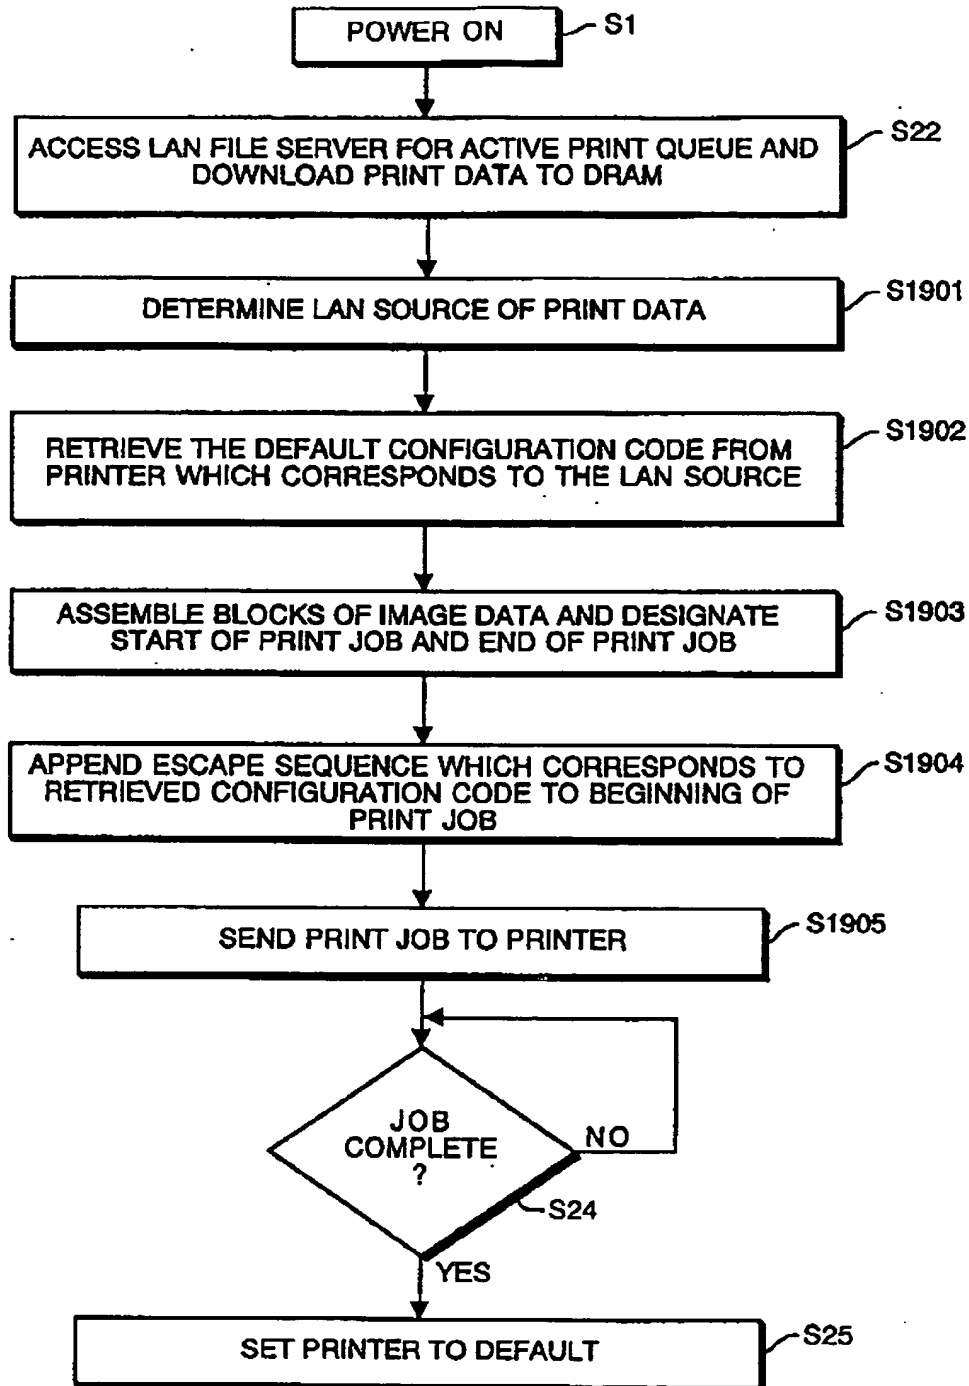 POWER ON
S1
ACCESS LAN FILE SERVER FOR ACTIVE PRINT QUEUE AND
DOWNLOAD PRINT DATA TO DRAM
S22
DETERMINE LAN SOURCE OF PRINT DATA
S1901
RETRIEVE THE DEFAULT CONFIGURATION CODE FROM
PRINTER WHICH CORRESPONDS TO THE LAN SOURCE
S1902
ASSEMBLE BLOCKS OF IMAGE DATA AND DESIGNATE
START OF PRINT JOB AND END OF PRINT JOB
S1903
APPEND ESCAPE SEQUENCE WHICH CORRESPONDS TO
RETRIEVED CONFIGURATION CODE TO BEGINNING OF
PRINT JOB
S1904
SEND PRINT JOB TO PRINTER
S1905
JOB
COMPLETE
?
NO
S24
YES
SET PRINTER TO DEFAULT
S25